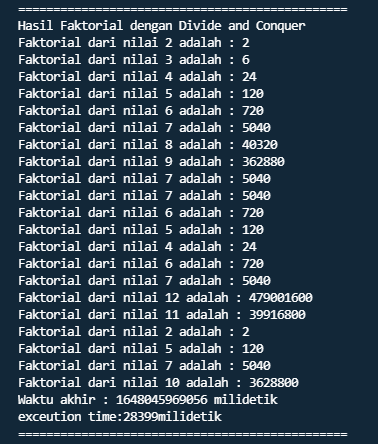 ===============================================
Hasil Faktorial dengan Divide and Conquer
Faktorial dari nilai 2 adalah : 2
Faktorial dari nilai 3 adalah : 6
Faktorial dari nilai 4 adalah : 24
Faktorial dari nilai 5 adalah : 120
Faktorial dari nilai 6 adalah : 720
Faktorial dari nilai 7 adalah : 5040
Faktorial dari nilai 8 adalah : 40320
Faktorial dari nilai 9 adalah : 362880
Faktorial dari nilai 7 adalah : 5040
Faktorial dari nilai 7 adalah : 5040
Faktorial dari nilai 6 adalah : 720
Faktorial dari nilai 5 adalah : 120
Faktorial dari nilai 4 adalah : 24
Faktorial dari nilai 6 adalah : 720
Faktorial dari nilai 7 adalah : 5040
Faktorial dari nilai 12 adalah : 479001600
Faktorial dari nilai 11 adalah : 39916800
Faktorial dari nilai 2 adalah : 2
Faktorial dari nilai 5 adalah : 120
Faktorial dari nilai 7 adalah : 5040
Faktorial dari nilai 10 adalah : 3628800
Waktu akhir : 1648045969056 milidetik
exceution time:28399milidetik
===============================================